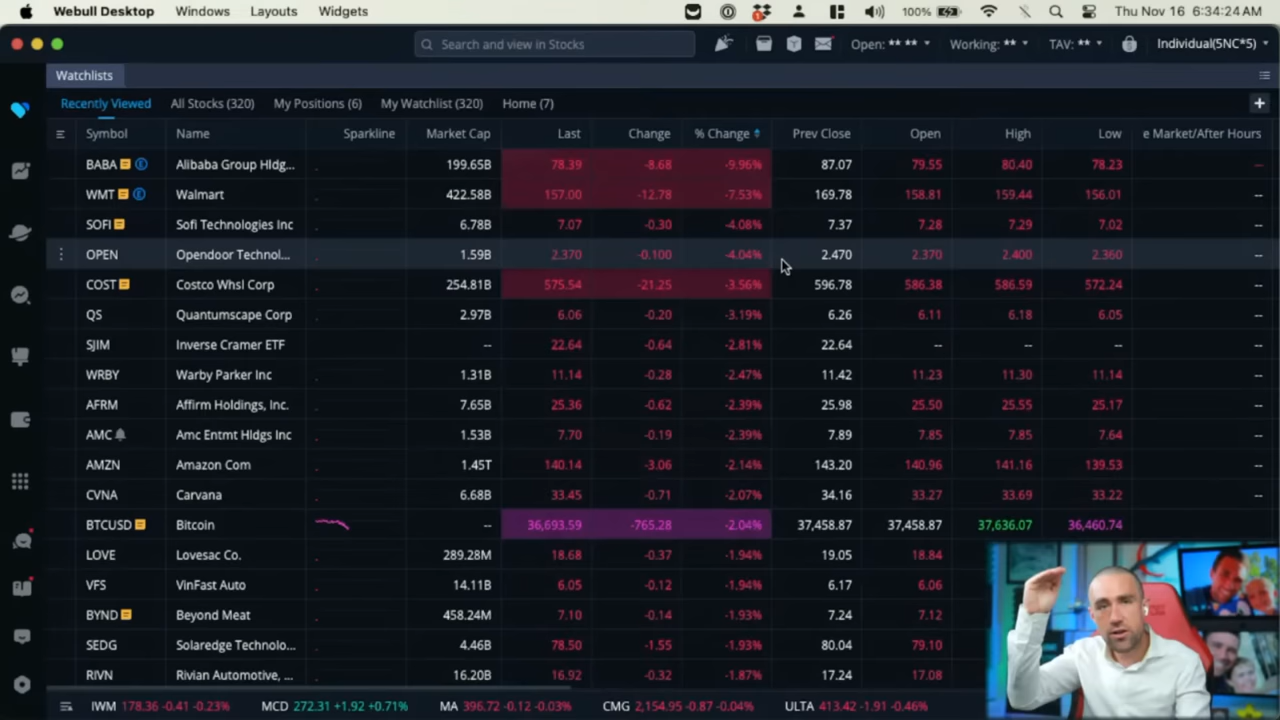 Webull Desktop Windows Layouts Widgets 100% Thu Nov 16 6:34:24 AM
Search and view in Stocks Open: ** ** Working: ** TAV: ** Individual(5NC*5)
Watchlists
Recently Viewed All Stocks (320) My Positions (6) My Watchlist (320) Home (7)
Symbol Name Sparkline Market Cap Last Change % Change Prev Close Open High Low e Market/After Hours
BABA E Alibaba Group Hldg... 199.65B 78.39 -8.68 -9.96% 87.07 79.55 80.40 78.23 --
WMT E Walmart 422.58B 157.00 -12.78 -7.53% 169.78 158.81 159.44 156.01 --
SOFI Sofi Technologies Inc 6.78B 7.07 -0.30 -4.08% 7.37 7.28 7.29 7.02 --
OPEN Opendoor Technol... 1.59B 2.370 -0.100 -4.04% 2.470 2.370 2.400 2.360 --
COST Costco Whsl Corp 254.81B 575.54 -21.25 -3.56% 596.78 586.38 586.59 572.24 --
QS Quantumscape Corp 2.97B 6.06 -0.20 -3.19% 6.26 6.11 6.18 6.05 --
SJIM Inverse Cramer ETF -- 22.64 -0.64 -2.81% 22.64 -- -- -- --
WRBY Warby Parker Inc 1.31B 11.14 -0.28 -2.47% 11.42 11.23 11.30 11.14 --
AFRM Affirm Holdings, Inc. 7.65B 25.36 -0.62 -2.39% 25.98 25.50 25.55 25.17 --
AMC Amc Entmt Hldgs Inc 1.53B 7.70 -0.19 -2.39% 7.89 7.85 7.85 7.64 --
AMZN Amazon Com 1.45T 140.14 -3.06 -2.14% 143.20 140.96 141.16 139.53 --
CVNA Carvana 6.68B 33.45 -0.71 -2.07% 34.16 33.27 33.69 33.22 --
BTCUSD Bitcoin -- 36,693.59 -765.28 -2.04% 37,458.87 37,458.87 37,636.07 36,460.74
LOVE Lovesac Co. 289.28M 18.68 -0.37 -1.94% 19.05 18.84
VFS VinFast Auto 14.11B 6.05 -0.12 -1.94% 6.17 6.06
BYND Beyond Meat 458.24M 7.10 -0.14 -1.93% 7.24 7.12
SEDG Solaredge Technolo... 4.46B 78.50 -1.55 -1.93% 80.04 79.10
RIVN Rivian Automotive, ... 16.20B 16.92 -0.32 -1.87% 17.24 17.08
IWM 178.36 -0.41 -0.23% MCD 272.31 +1.92 +0.71% MA 396.72 -0.12 -0.03% CMG 2,154.95 -0.87 -0.04% ULTA 413.42 -1.91 -0.46%